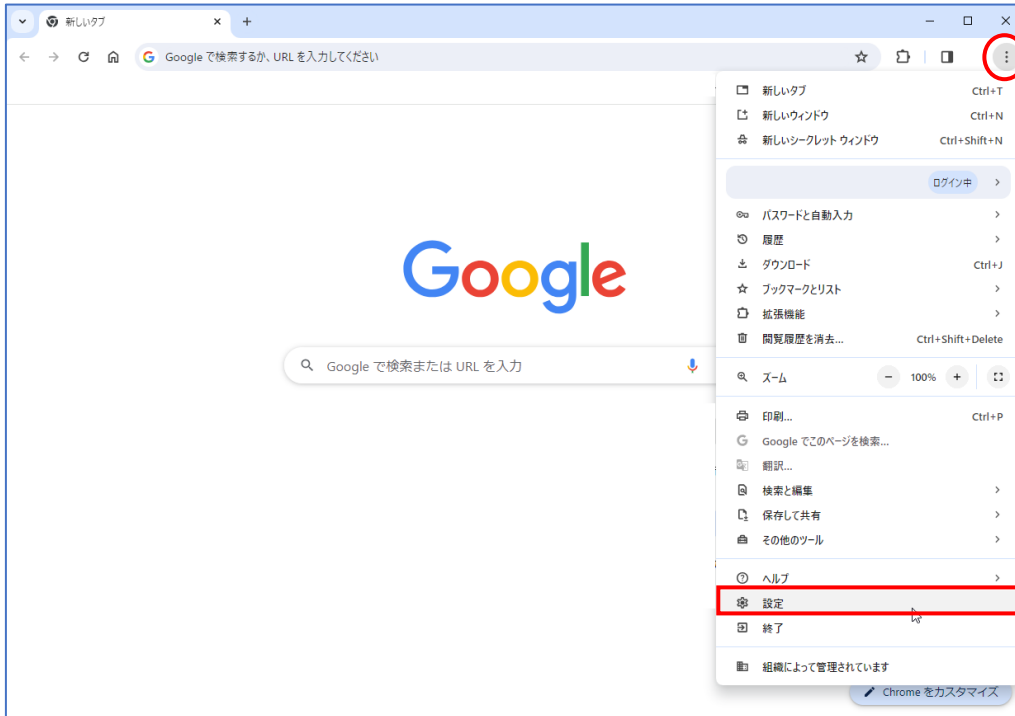 新しいタブ
Google で検索するか、URL を入力してください
新しいタブ Ctrl+T
新しいウィンドウ Ctrl+N
新しいシークレット ウィンドウ Ctrl+Shift+N
ログイン中
パスワードと自動入力
履歴
ダウンロード Ctrl+J
ブックマークとリスト
拡張機能
閲覧履歴を消去... Ctrl+Shift+Delete
Google
Google で検索または URL を入力
ズーム 100%
印刷... Ctrl+P
Google でこのページを検索...
翻訳...
検索と編集
保存して共有
その他のツール
ヘルプ
設定
終了
組織によって管理されています
Chrome をカスタマイズ